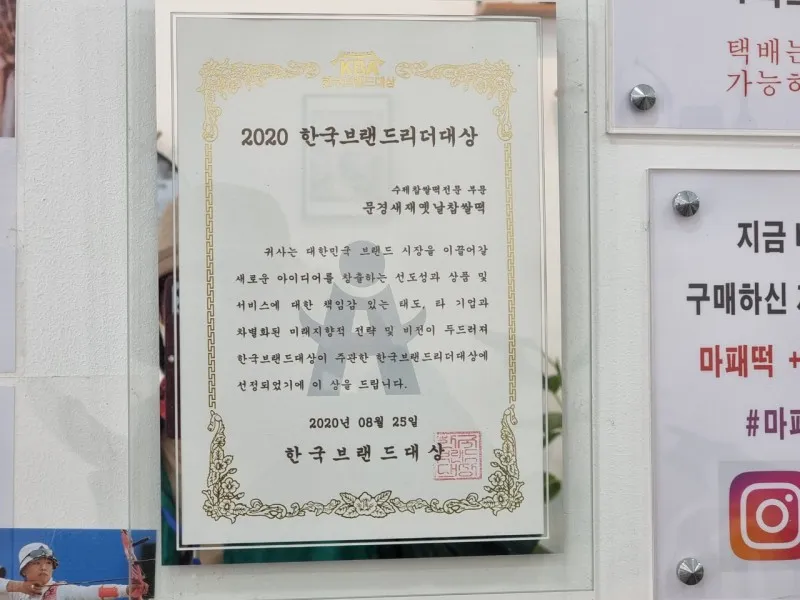 한국브랜드대상
2020 한국브랜드리더대상
수제찹쌀떡전문 부문
문경새재옛날찹쌀떡
귀사는 대한민국 브랜드 시장을 이끌어갈
새로운 아이디어를 창출하는 선도성과 상품 및
서비스에 대한 책임감 있는 태도, 타 기업과
차별화된 미래지향적 전략 및 비전이 두드러져
한국브랜드대상이 주관한 한국브랜드리더대상에
선정되었기에 이 상을 드립니다.
2020년 08월 25일
한국브랜드대상
택배는
가능하
지금
구매하신
마패떡 +
#마패